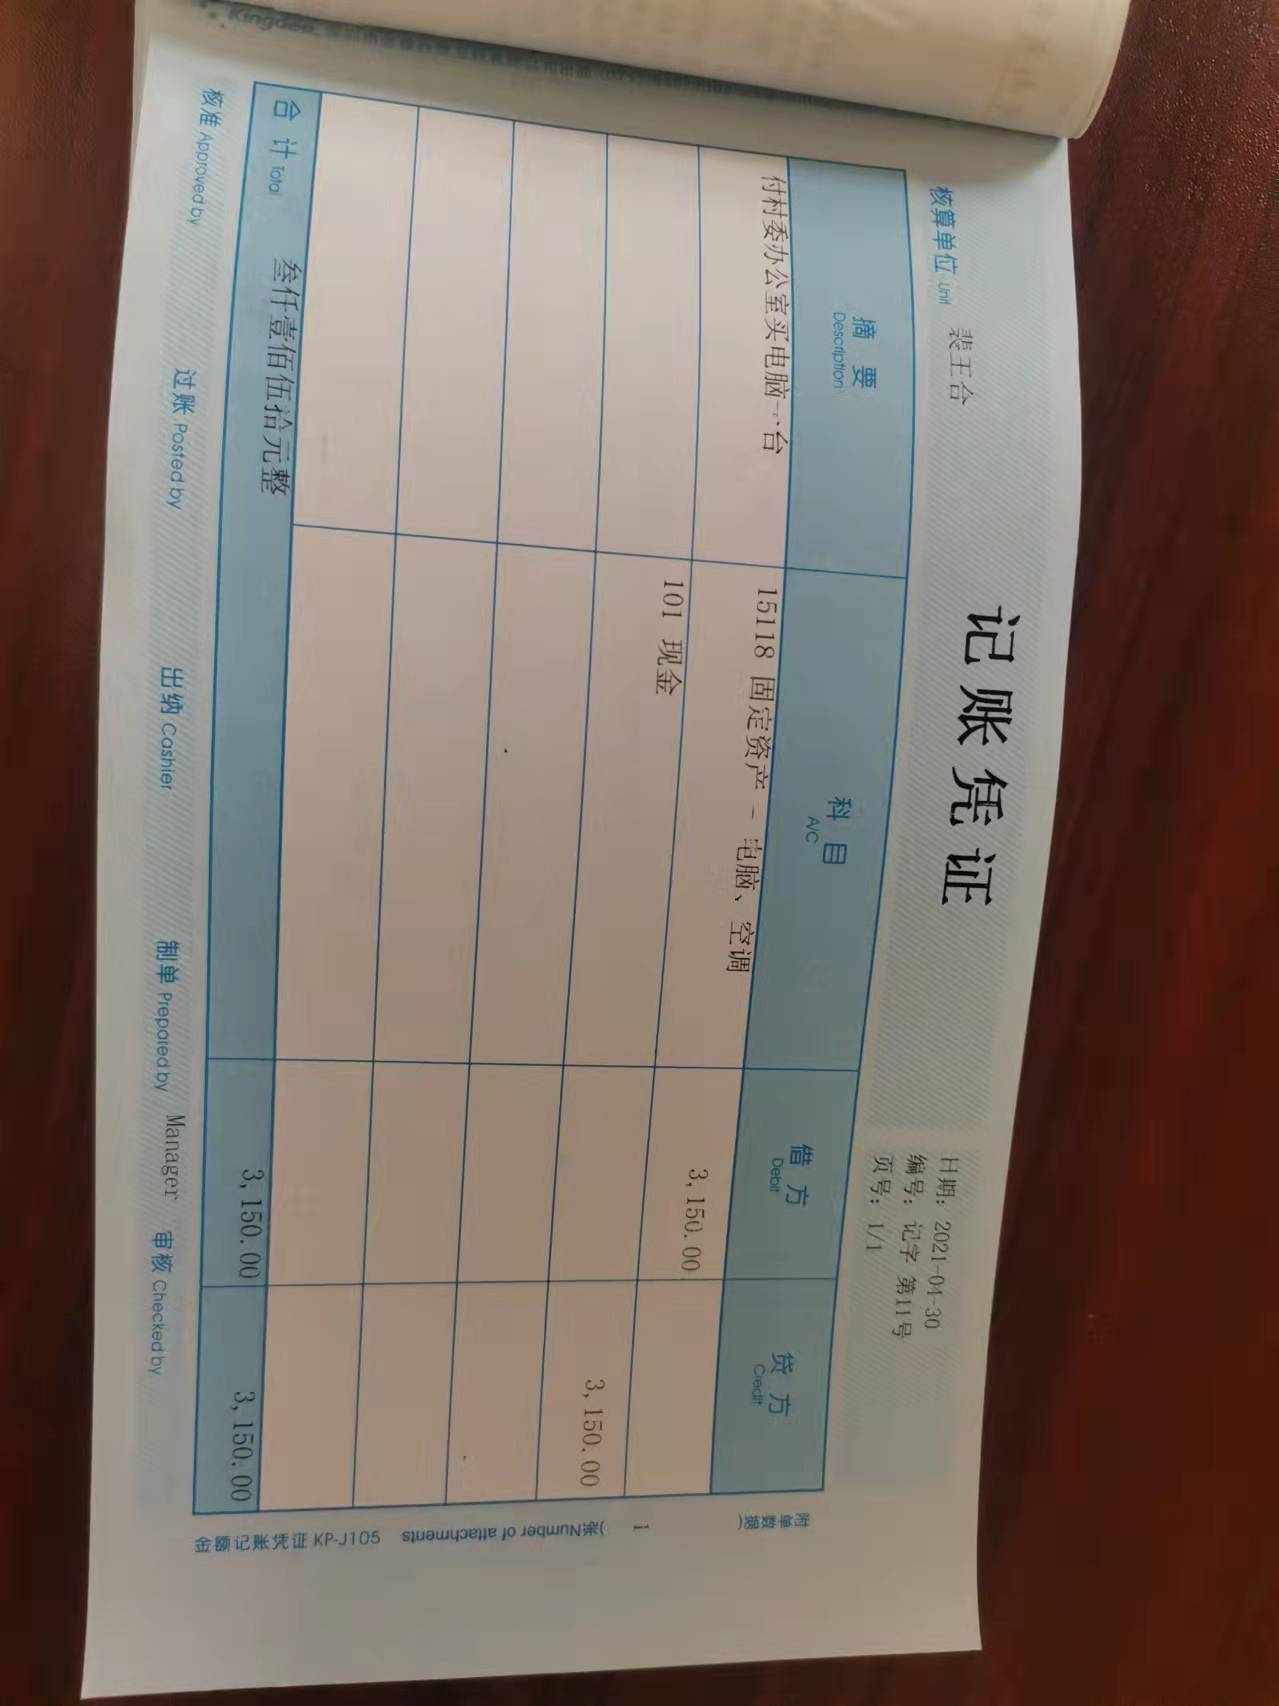 Kingdee
记账凭证
日期: 2021-04-30
编号: 记字 第11号
页号: 1/1
核算单位 Unit 裴王合
摘要 Description 科目 A/C 借方 Debit 贷方 Credit
付村委办公室买电脑一台 15118 固定资产 - 电脑、空调 3,150.00
101 现金 3,150.00
合计 Total 叁仟壹佰伍拾元整 3,150.00 3,150.00
附单数据(
1
张Number of attachments)
金额记账凭证 KP-J105
核准 Approved by 过账 Posted by 出纳 Cashier 制单 Prepared by Manager 审核 Checked by